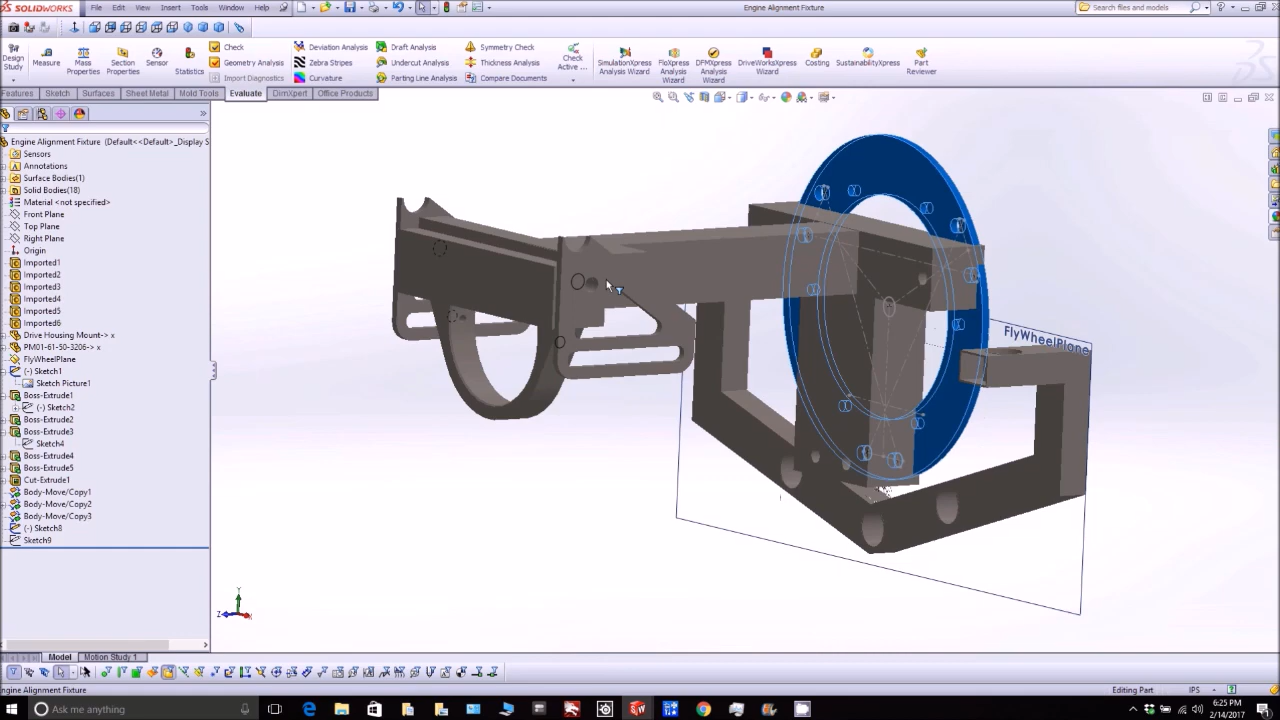 SOLIDWORKS File Edit View Insert Tools Window Help Engine Alignment Fixture Search files and models
Design Study
Measure
Mass Properties
Section Properties
Sensor
Statistics
Check
Geometry Analysis
Import Diagnostics
Deviation Analysis
Zebra Stripes
Curvature
Draft Analysis
Undercut Analysis
Parting Line Analysis
Symmetry Check
Thickness Analysis
Compare Documents
Check Active ...
SimulationXpress Analysis Wizard
FloXpress Analysis Wizard
DFMXpress Analysis Wizard
DriveWorksXpress Wizard
Costing
SustainabilityXpress
Part Reviewer
Features Sketch Surfaces Sheet Metal Mold Tools Evaluate DimXpert Office Products
Engine Alignment Fixture (Default<<Default>_Display S
Sensors
Annotations
Surface Bodies(1)
Solid Bodies(18)
Material <not specified>
Front Plane
Top Plane
Right Plane
Origin
Imported1
Imported2
Imported3
Imported4
Imported5
Imported6
Drive Housing Mount-> x
PM01-61-50-3206-> x
FlyWheelPlane
(-) Sketch1
Sketch Picture1
Boss-Extrude1
(-) Sketch2
Boss-Extrude2
Boss-Extrude3
Sketch4
Boss-Extrude4
Boss-Extrude5
Cut-Extrude1
Body-Move/Copy1
Body-Move/Copy2
Body-Move/Copy3
(-) Sketch8
Sketch9
FlyWheelPlane
Y
Z
X
Model Motion Study 1
Engine Alignment Fixture Editing Part IPS
Ask me anything
6:25 PM
2/14/2017